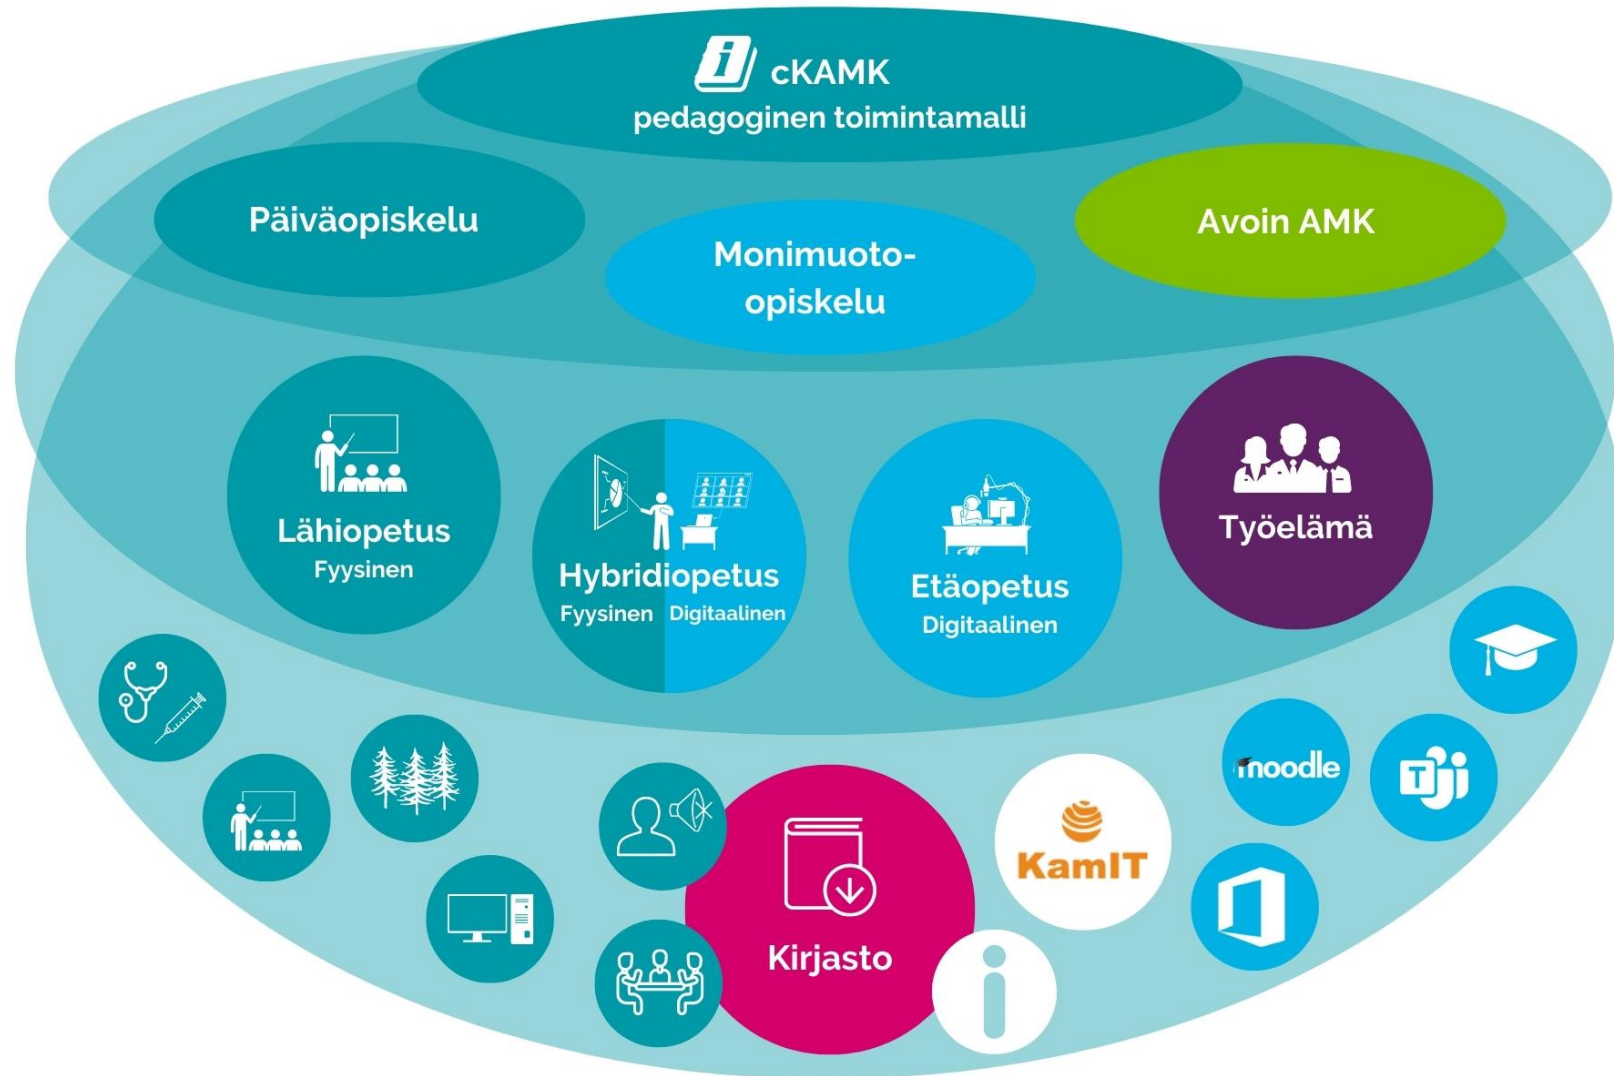 cKAMK
pedagoginen toimintamalli
Päiväopiskelu
Monimuoto-
opiskelu
Avoin AMK
Lähiopetus
Fyysinen
Hybridiopetus
Fyysinen Digitaalinen
Etäopetus
Digitaalinen
Työelämä
moodle
T
KamIT
Kirjasto
i